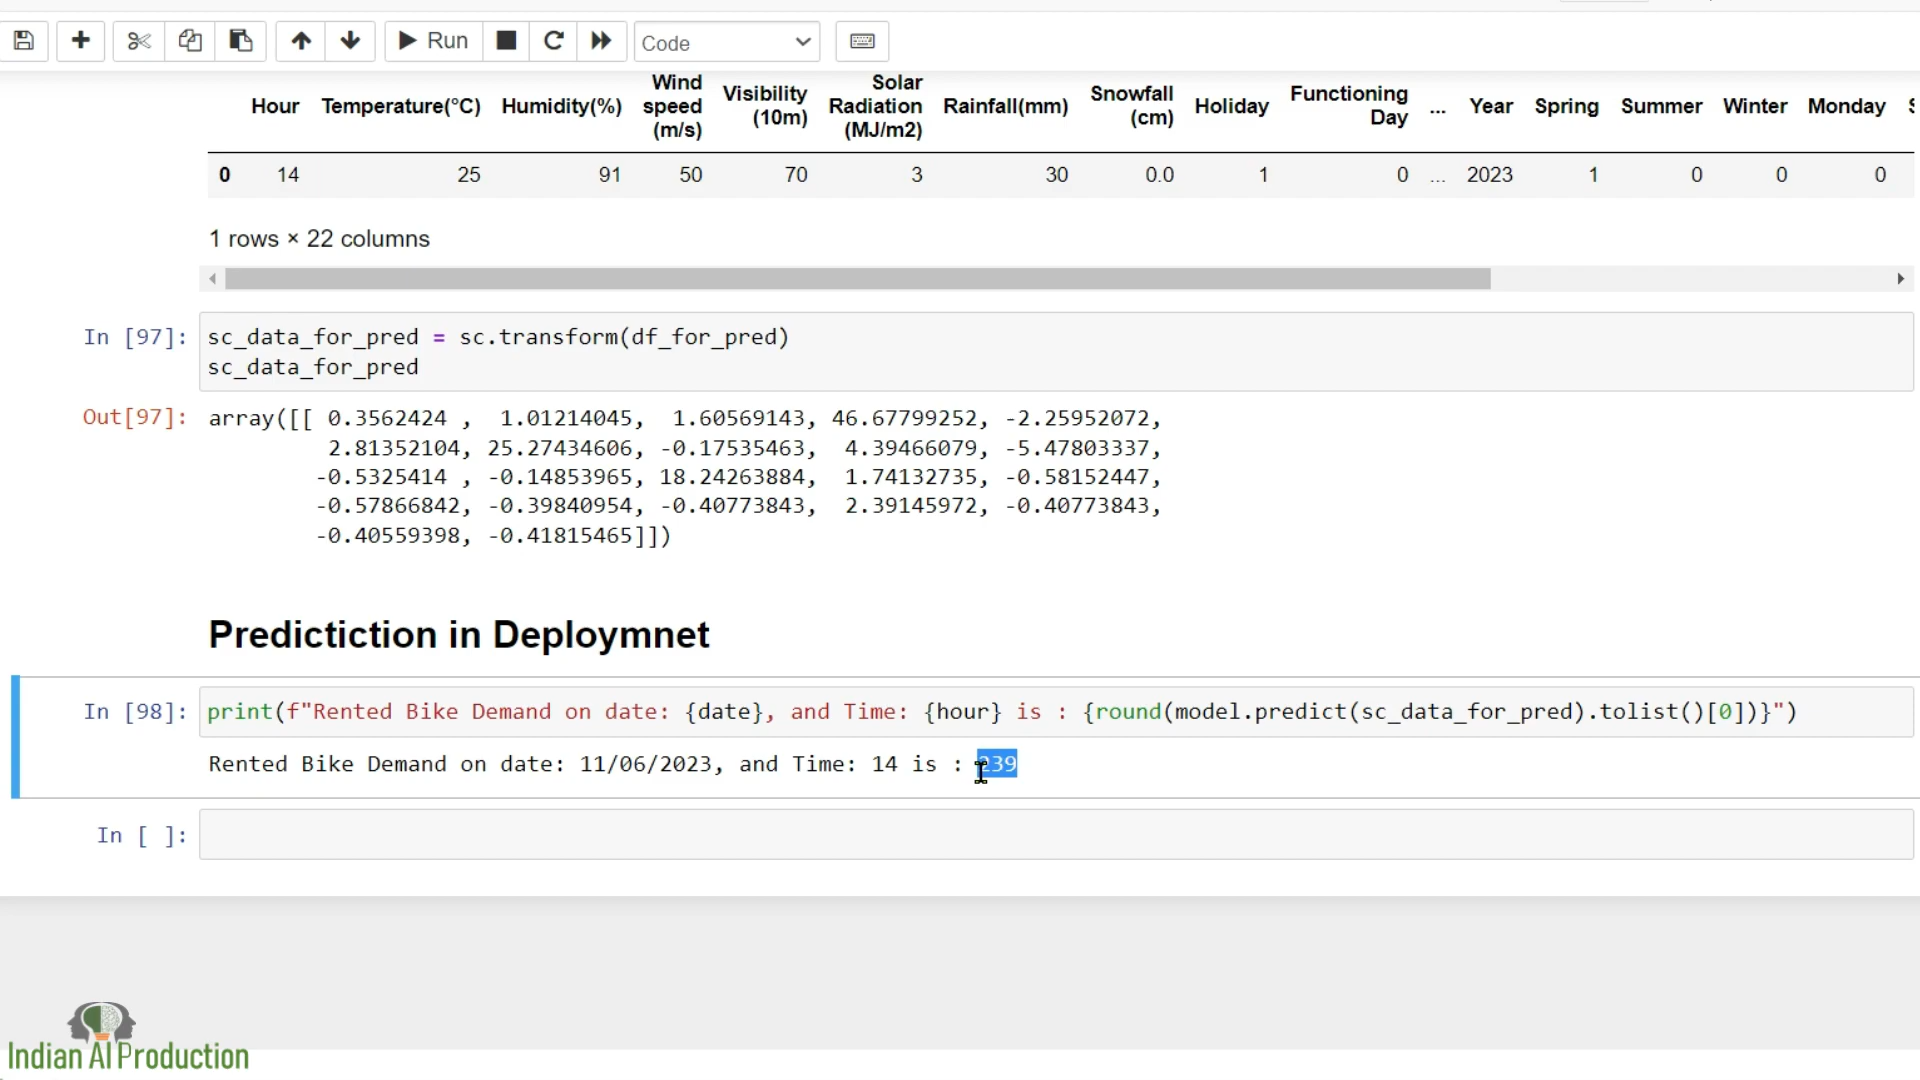 Run
Code
Hour Temperature(°C) Humidity(%) Wind speed (m/s) Visibility (10m) Solar Radiation (MJ/m2) Rainfall(mm) Snowfall (cm) Holiday Functioning Day ... Year Spring Summer Winter Monday
0 14 25 91 50 70 3 30 0.0 1 0 ... 2023 1 0 0 0
1 rows × 22 columns
In [97]: sc_data_for_pred = sc.transform(df_for_pred)
sc_data_for_pred
Out[97]: array([[ 0.3562424 , 1.01214045, 1.60569143, 46.67799252, -2.25952072,
2.81352104, 25.27434606, -0.17535463, 4.39466079, -5.47803337,
-0.5325414 , -0.14853965, 18.24263884, 1.74132735, -0.58152447,
-0.57866842, -0.39840954, -0.40773843, 2.39145972, -0.40773843,
-0.40559398, -0.41815465]])
Predictiction in Deploymnet
In [98]: print(f"Rented Bike Demand on date: {date}, and Time: {hour} is : {round(model.predict(sc_data_for_pred).tolist()[0])}")
Rented Bike Demand on date: 11/06/2023, and Time: 14 is : 239
In [ ]:
Indian AI Production